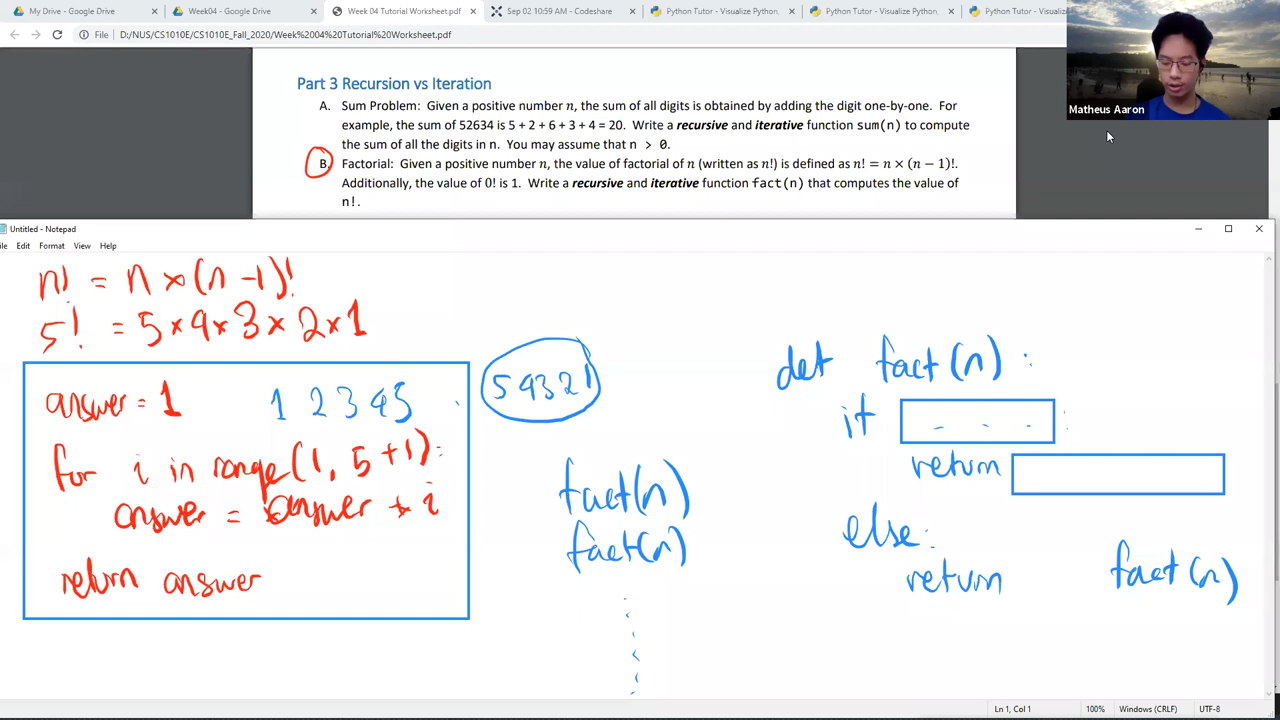 My Drive - Google Drive
Week04 - Google Drive
Week 04 Tutorial Worksheet.pdf
Sep 02 10:59 AM - Codeshare
Python Tutor - Visualize Python,
Python Tutor - Visualize Python,
Python Tutor - Visualiz
File
D:/NUS/CS1010E/CS1010E_Fall_2020/Week%2004%20Tutorial%20Worksheet.pdf
Matheus Aaron
Part 3 Recursion vs Iteration
A. Sum Problem: Given a positive number n, the sum of all digits is obtained by adding the digit one-by-one. For
example, the sum of 52634 is 5 + 2 + 6 + 3 + 4 = 20. Write a recursive and iterative function sum(n) to compute
the sum of all the digits in n. You may assume that n > 0.
B. Factorial: Given a positive number n, the value of factorial of n (written as n!) is defined as n! = n × (n − 1)!.
Additionally, the value of 0! is 1. Write a recursive and iterative function fact(n) that computes the value of
n!.
Untitled - Notepad
ile Edit Format View Help
n! = n × (n - 1)!
5! = 5 × 4 × 3 × 2 × 1
answer = 1
1 2 3 4 5
for i in range (1, 5 + 1):
answer = answer * i
return answer
5 4 3 2 1
fact(n)
fact(n)
def fact(n):
if . . . :
return
else:
return fact(n)
Ln 1, Col 1
100%
Windows (CRLF)
UTF-8